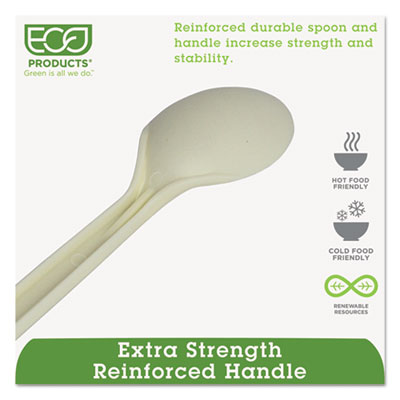 ECO
PRODUCTS®
Green is all we do.™
Reinforced durable spoon and
handle increase strength and
stability.
HOT FOOD
FRIENDLY
COLD FOOD
FRIENDLY
RENEWABLE
RESOURCES
Extra Strength
Reinforced Handle